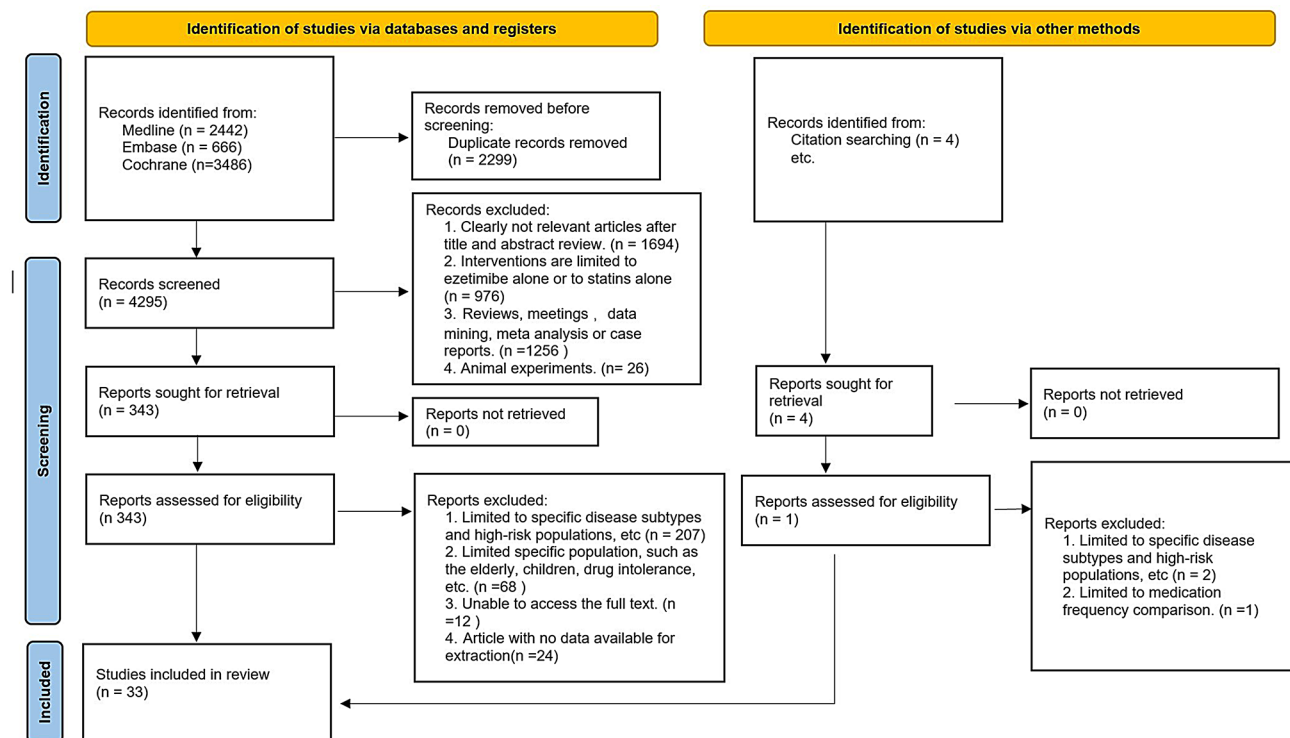 Identification of studies via databases and registers
Identification of studies via other methods
Identification
Records identified from:
Medline (n = 2442)
Embase (n = 666)
Cochrane (n=3486)
Records removed before
screening:
Duplicate records removed
(n = 2299)
Records identified from:
Citation searching (n = 4)
etc.
Screening
Records screened
(n = 4295)
Records excluded:
1. Clearly not relevant articles after
title and abstract review. (n = 1694)
2. Interventions are limited to
ezetimibe alone or to statins alone
(n = 976)
3. Reviews, meetings , data
mining, meta analysis or case
reports. (n =1256 )
4. Animal experiments. (n= 26)
Reports sought for retrieval
(n = 343)
Reports not retrieved
(n = 0)
Reports sought for
retrieval
(n = 4)
Reports not retrieved
(n = 0)
Reports assessed for eligibility
(n 343)
Reports excluded:
1. Limited to specific disease subtypes
and high-risk populations, etc (n = 207)
2. Limited specific population, such as
the elderly, children, drug intolerance,
etc. (n =68 )
3. Unable to access the full text. (n
=12 )
4. Article with no data available for
extraction(n =24)
Reports assessed for eligibility
(n = 1)
Reports excluded:
1. Limited to specific disease
subtypes and high-risk
populations, etc (n = 2)
2. Limited to medication
frequency comparison. (n =1)
Included
Studies included in review
(n = 33)